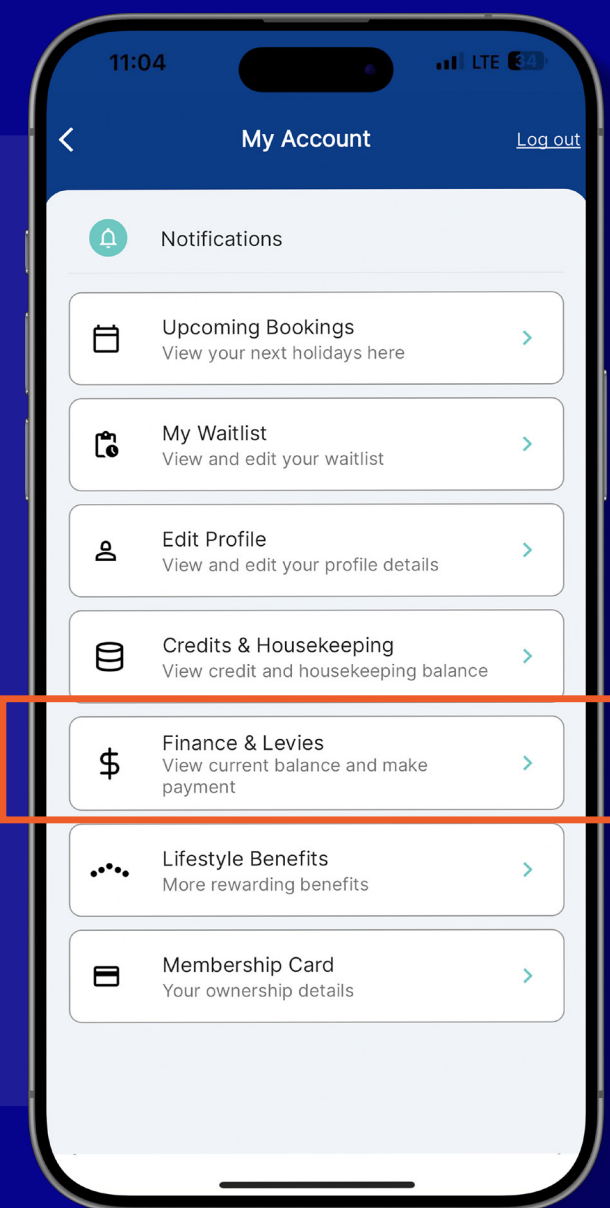 11:04
LTE 34
My Account
Log out
Notifications
Upcoming Bookings
View your next holidays here
My Waitlist
View and edit your waitlist
Edit Profile
View and edit your profile details
Credits & Housekeeping
View credit and housekeeping balance
Finance & Levies
View current balance and make
payment
Lifestyle Benefits
More rewarding benefits
Membership Card
Your ownership details